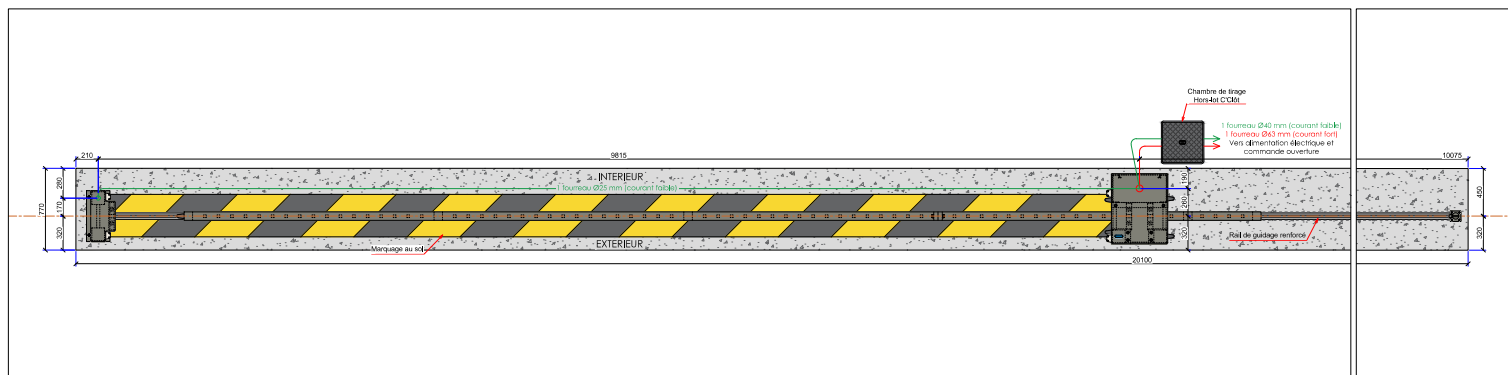 Chambre de tirage
Hors-lot C'Clôt
1 fourreau Ø40 mm (courant faible)
1 fourreau Ø63 mm (courant fort)
Vers alimentation électrique et
commande ouverture
210
9815
10075
INTERIEUR
1 fourreau Ø25 mm (courant faible)
280
170
320
770
190
260
320
450
320
Marquage au sol
EXTERIEUR
Rail de guidage renforcé
20100